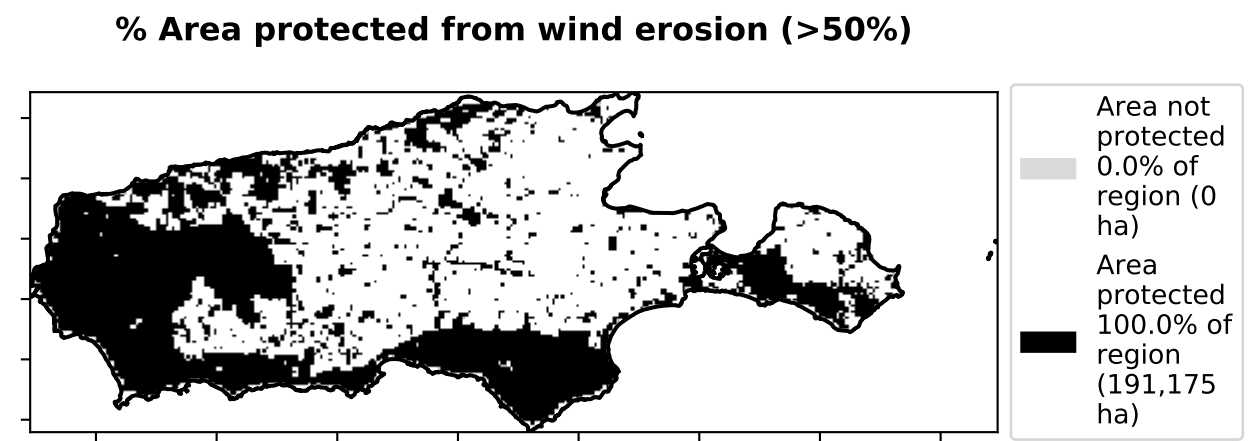 % Area protected from wind erosion (>50%)
Area not
protected
0.0% of
region (0
ha)
Area
protected
100.0% of
region
(191,175
ha)